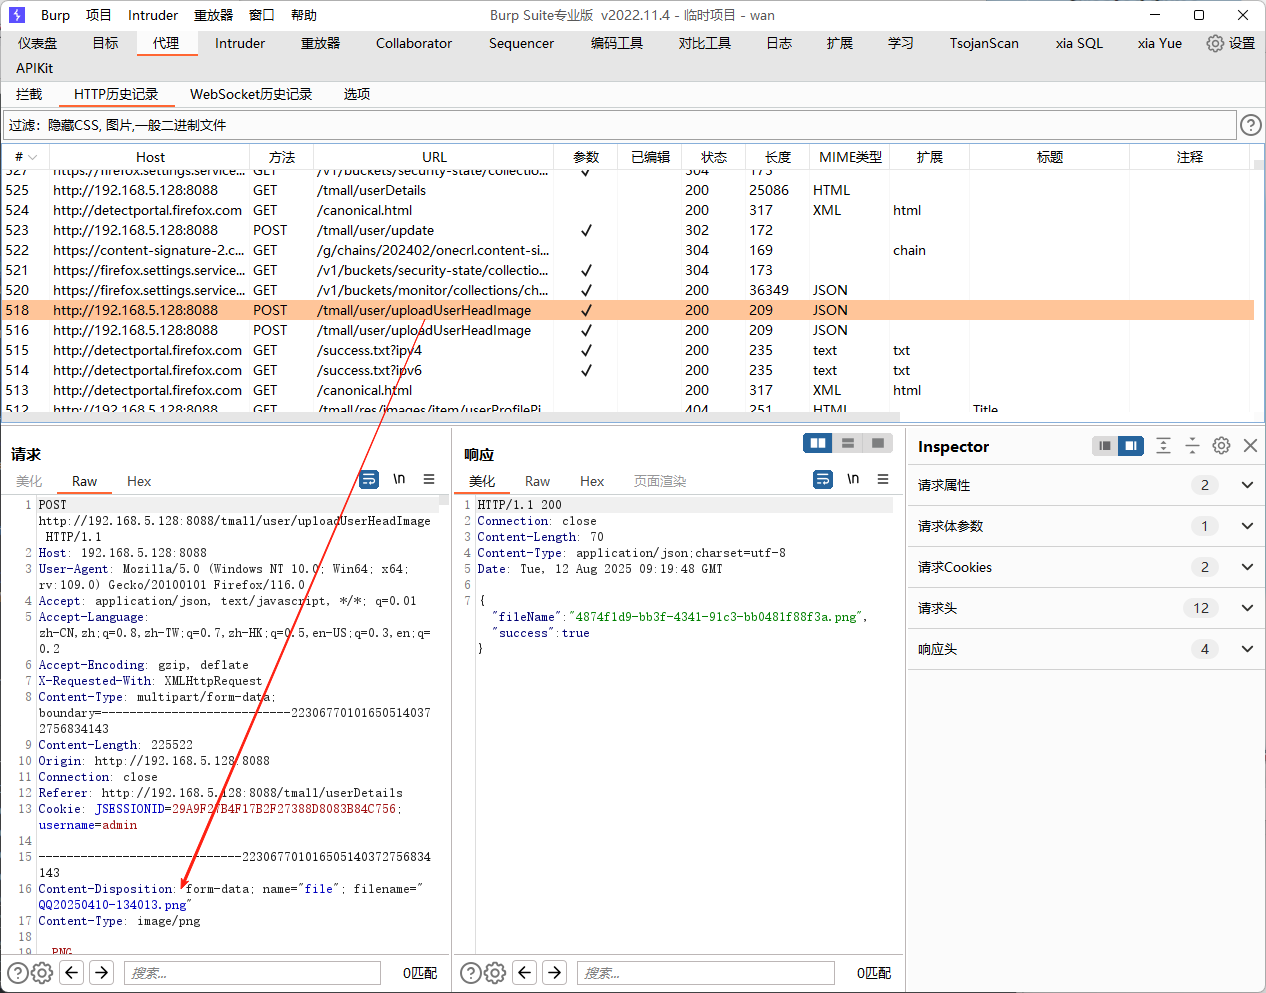 Burp 项目 Intruder 重放器 窗口 帮助 Burp Suite专业版 v2022.11.4 - 临时项目 - wan
仪表盘 目标 代理 Intruder 重放器 Collaborator Sequencer 编码工具 对比工具 日志 扩展 学习 TsojanScan xia SQL xia Yue 设置
APIKit
拦截 HTTP历史记录 WebSocket历史记录 选项
过滤：隐藏CSS, 图片,一般二进制文件
# Host 方法 URL 参数 已编辑 状态 长度 MIME类型 扩展 标题 注释
527 https://firefox.settings.service... GET /v1/buckets/security-state/collectio... ✓ 304 173
525 http://192.168.5.128:8088 GET /tmall/userDetails 200 25086 HTML
524 http://detectportal.firefox.com GET /canonical.html 200 317 XML html
523 http://192.168.5.128:8088 POST /tmall/user/update ✓ 302 172
522 https://content-signature-2.c... GET /g/chains/202402/onecrl.content-si... 304 169 chain
521 https://firefox.settings.service... GET /v1/buckets/security-state/collectio... ✓ 304 173
520 https://firefox.settings.service... GET /v1/buckets/monitor/collections/ch... ✓ 200 36349 JSON
518 http://192.168.5.128:8088 POST /tmall/user/uploadUserHeadImage ✓ 200 209 JSON
516 http://192.168.5.128:8088 POST /tmall/user/uploadUserHeadImage ✓ 200 209 JSON
515 http://detectportal.firefox.com GET /success.txt?ipv4 ✓ 200 235 text txt
514 http://detectportal.firefox.com GET /success.txt?ipv6 ✓ 200 235 text txt
513 http://detectportal.firefox.com GET /canonical.html 200 317 XML html
512 http://192.168.5.128:8088 GET /tmall/res/images/item/userProfilePi... 404 251 HTML Title
请求
美化 Raw Hex \n
1 POST
http://192.168.5.128:8088/tmall/user/uploadUserHeadImage
HTTP/1.1
2 Host: 192.168.5.128:8088
3 User-Agent: Mozilla/5.0 (Windows NT 10.0; Win64; x64;
rv:109.0) Gecko/20100101 Firefox/116.0
4 Accept: application/json, text/javascript, */*; q=0.01
5 Accept-Language:
zh-CN,zh;q=0.8,zh-TW;q=0.7,zh-HK;q=0.5,en-US;q=0.3,en;q=
0.2
6 Accept-Encoding: gzip, deflate
7 X-Requested-With: XMLHttpRequest
8 Content-Type: multipart/form-data;
boundary=---------------------------22306770101650514037
2756834143
9 Content-Length: 225522
10 Origin: http://192.168.5.128:8088
11 Connection: close
12 Referer: http://192.168.5.128:8088/tmall/userDetails
13 Cookie: JSESSIONID=29A9F27B4F17B2F27388D8083B84C756;
username=admin
14
15 -----------------------------223067701016505140372756834
143
16 Content-Disposition: form-data; name="file"; filename="
QQ20250410-134013.png"
17 Content-Type: image/png
18
19 PNG
搜索... 0匹配
响应
美化 Raw Hex 页面渲染 \n
1 HTTP/1.1 200
2 Connection: close
3 Content-Length: 70
4 Content-Type: application/json;charset=utf-8
5 Date: Tue, 12 Aug 2025 09:19:48 GMT
6
7 {
"fileName":"4874f1d9-bb3f-4341-91c3-bb0481f88f3a.png",
"success":true
}
搜索... 0匹配
Inspector
请求属性 2
请求体参数 1
请求Cookies 2
请求头 12
响应头 4